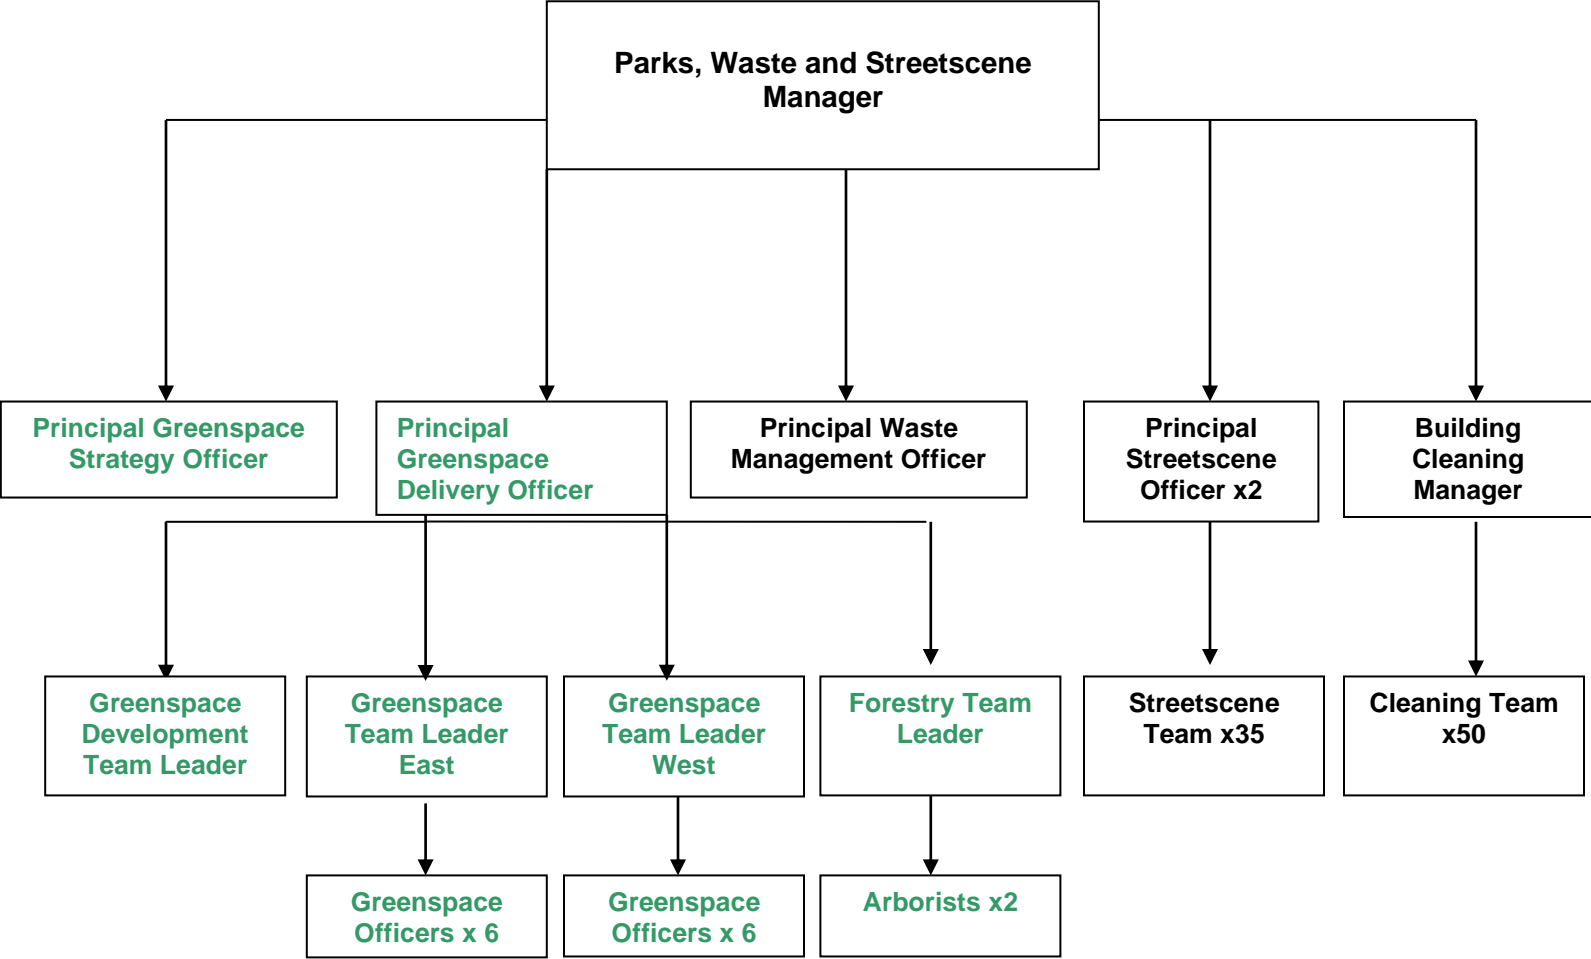 Parks, Waste and Streetscene
Manager
Principal Greenspace
Strategy Officer
Principal
Greenspace
Delivery Officer
Principal Waste
Management Officer
Principal
Streetscene
Officer x2
Building
Cleaning
Manager
Greenspace
Development
Team Leader
Greenspace
Team Leader
East
Greenspace
Team Leader
West
Forestry Team
Leader
Streetscene
Team x35
Cleaning Team
x50
Greenspace
Officers x 6
Greenspace
Officers x 6
Arborists x2